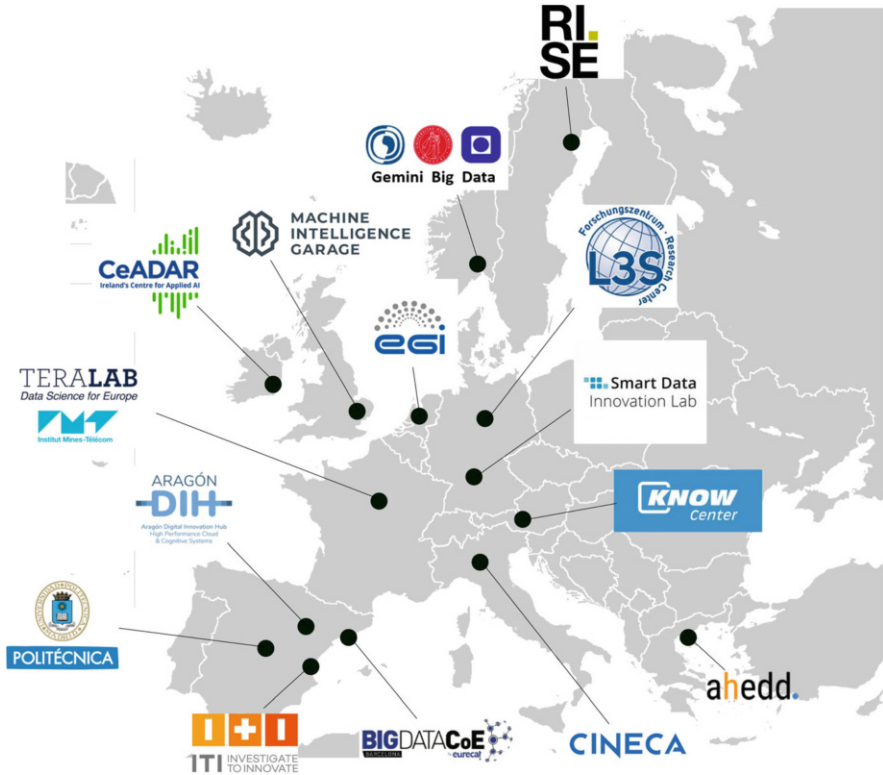 RI.
SE
Gemini Big Data
MACHINE
INTELLIGENCE
GARAGE
Forschungszentrum · Research Center
L3S
CeADAR
Ireland's Centre for Applied AI
egi
TERALAB
Data Science for Europe
Institut Mines-Télécom
Smart Data
Innovation Lab
ARAGÓN
DIH
Aragón Digital Innovation Hub
High Performance Cloud
& Cognitive Systems
KNOW
Center
POLITÉCNICA
ahedd.
I+I
ITI INVESTIGATE
TO INNOVATE
BIGDATACoE
BARCELONA
eurecat
CINECA